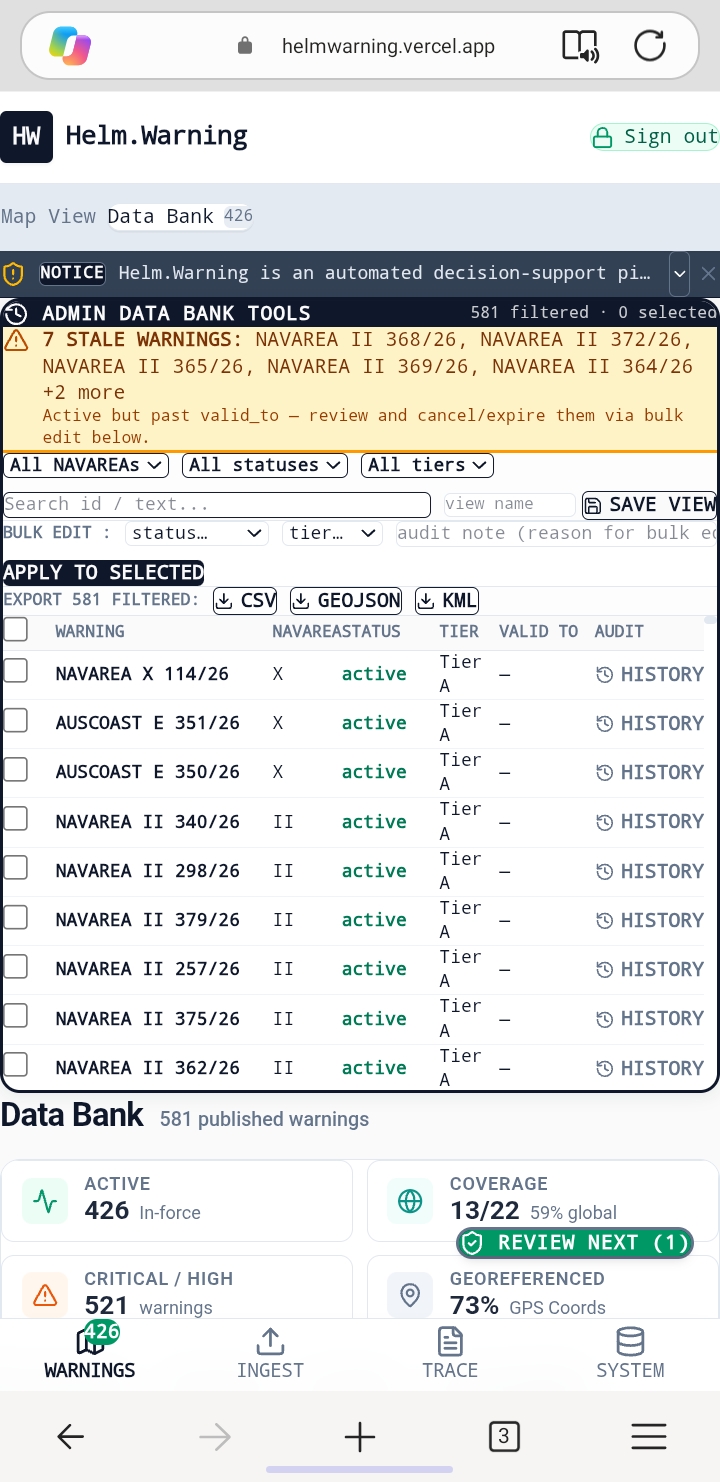 helmwarning.vercel.app
HW Helm.Warning Sign out
Map View Data Bank 426
NOTICE Helm.Warning is an automated decision-support pi…
ADMIN DATA BANK TOOLS 581 filtered · 0 selected
7 STALE WARNINGS: NAVAREA II 368/26, NAVAREA II 372/26,
NAVAREA II 365/26, NAVAREA II 369/26, NAVAREA II 364/26
+2 more
Active but past valid_to — review and cancel/expire them via bulk
edit below.
All NAVAREAs All statuses All tiers
Search id / text... view name SAVE VIEW
BULK EDIT : status… tier… audit note (reason for bulk ed
APPLY TO SELECTED
EXPORT 581 FILTERED: CSV GEOJSON KML
WARNING NAVAREA STATUS TIER VALID TO AUDIT
NAVAREA X 114/26 X active Tier A — HISTORY
AUSCOAST E 351/26 X active Tier A — HISTORY
AUSCOAST E 350/26 X active Tier A — HISTORY
NAVAREA II 340/26 II active Tier A — HISTORY
NAVAREA II 298/26 II active Tier A — HISTORY
NAVAREA II 379/26 II active Tier A — HISTORY
NAVAREA II 257/26 II active Tier A — HISTORY
NAVAREA II 375/26 II active Tier A — HISTORY
NAVAREA II 362/26 II active Tier A — HISTORY
Data Bank 581 published warnings
ACTIVE
426 In-force
COVERAGE
13/22 59% global
REVIEW NEXT (1)
CRITICAL / HIGH
521 warnings
GEOREFERENCED
73% GPS Coords
426
WARNINGS INGEST TRACE SYSTEM
3